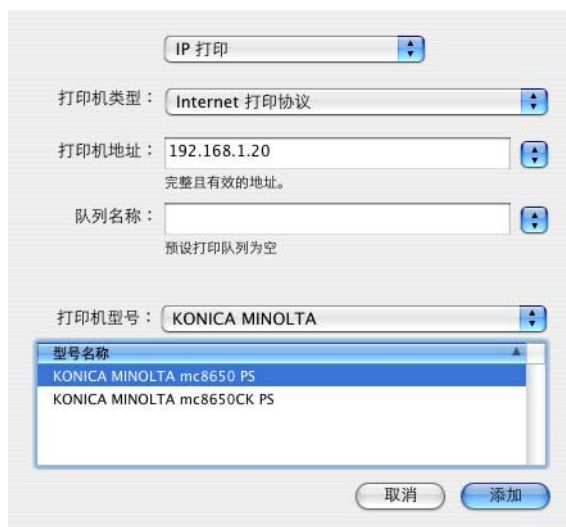 IP 打印
打印机类型： Internet 打印协议
打印机地址： 192.168.1.20
完整且有效的地址。
队列名称：
预设打印队列为空
打印机型号： KONICA MINOLTA
型号名称
KONICA MINOLTA mc8650 PS
KONICA MINOLTA mc8650CK PS
取消 添加